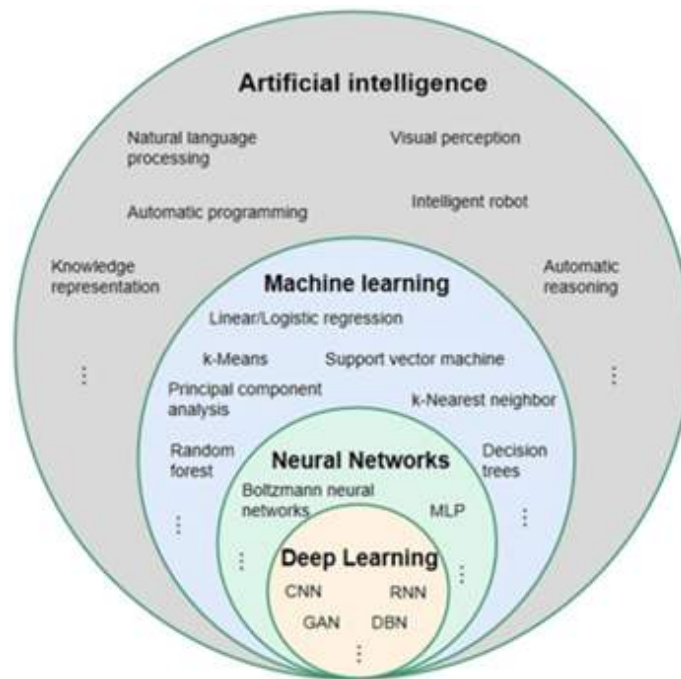 Artificial intelligence
Natural language
processing
Visual perception
Automatic programming
Intelligent robot
Knowledge
representation
Automatic
reasoning
⋮
⋮
Machine learning
Linear/Logistic regression
k-Means
Support vector machine
Principal component
analysis
k-Nearest neighbor
Random
forest
Decision
trees
⋮
⋮
Neural Networks
Boltzmann neural
networks
MLP
⋮
⋮
Deep Learning
CNN
RNN
GAN
DBN
⋮